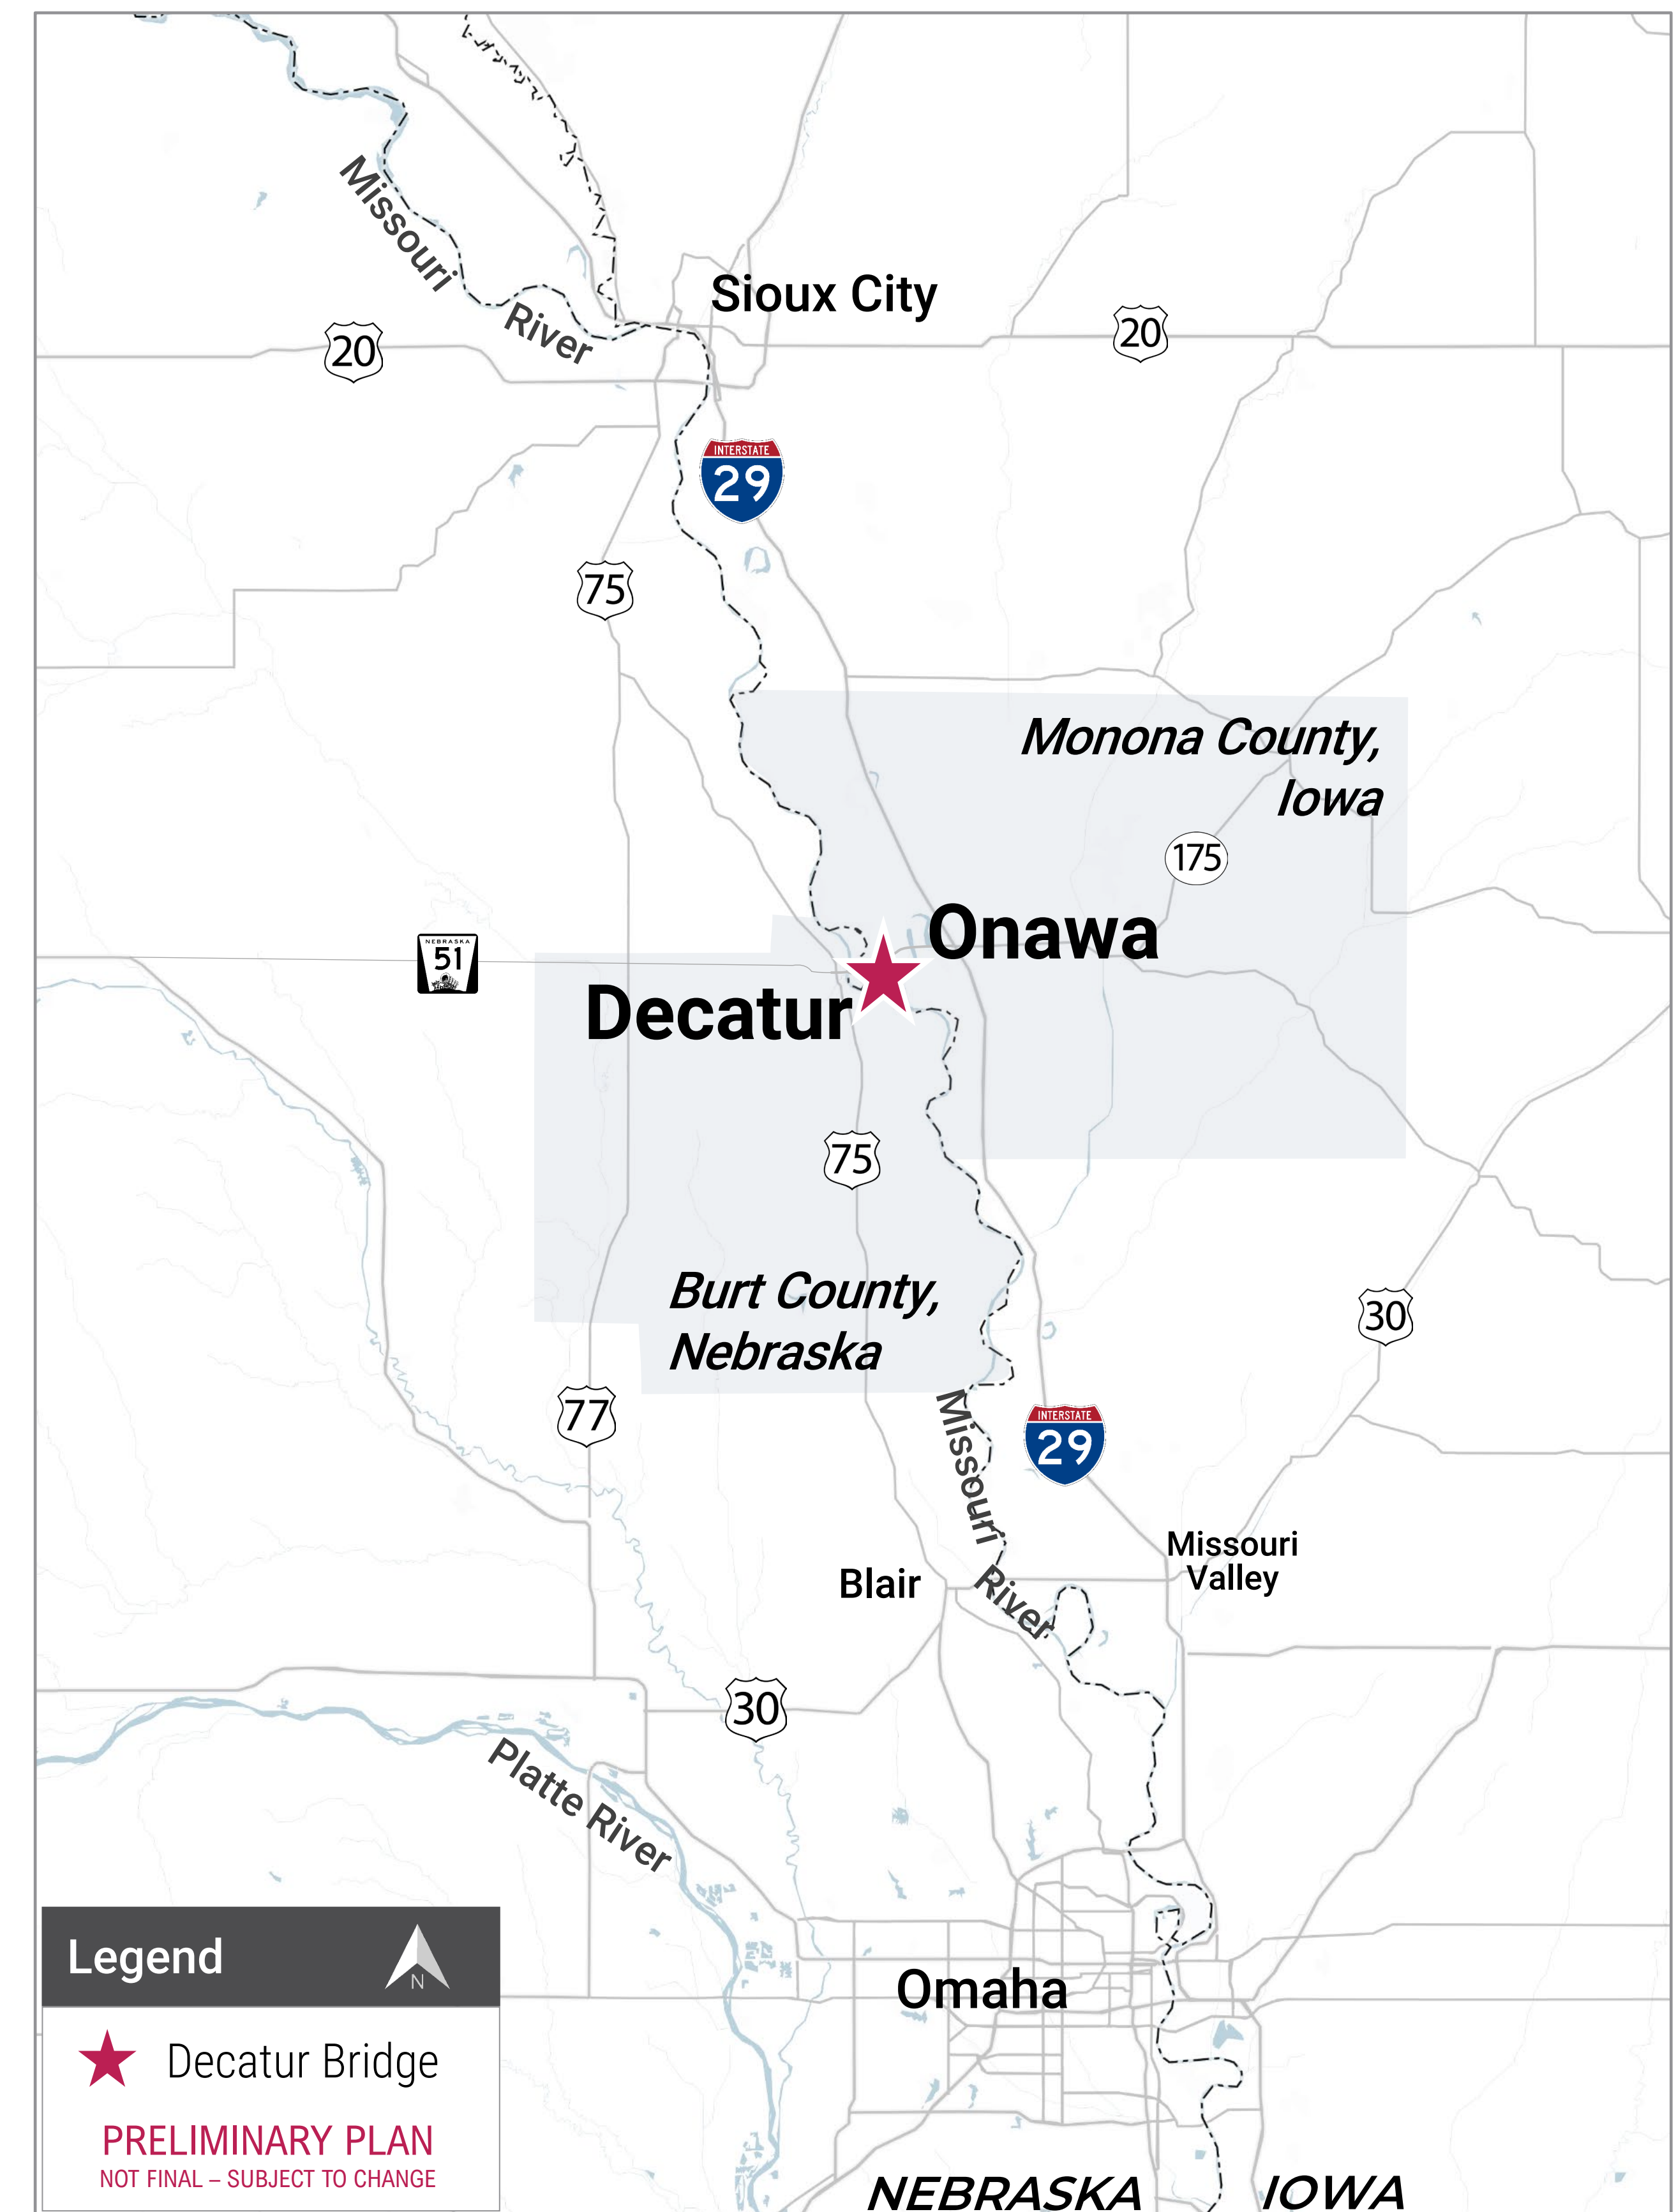 Missouri
River
Sioux City
20
20
INTERSTATE
29
75
Monona County,
Iowa
175
Onawa
NEBRASKA
51
Decatur
75
Burt County,
Nebraska
30
77
Missouri
River
INTERSTATE
29
Missouri
Valley
Blair
30
Platte River
Omaha
Legend
N
Decatur Bridge
PRELIMINARY PLAN
NOT FINAL – SUBJECT TO CHANGE
NEBRASKA
IOWA